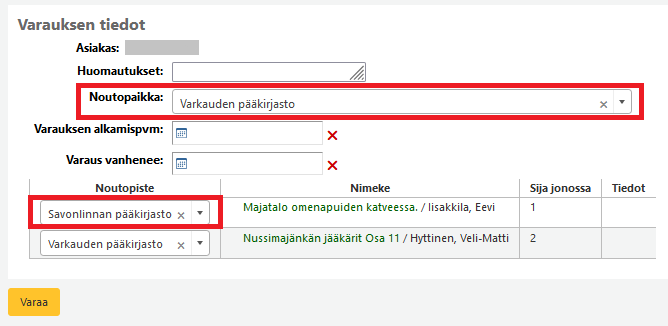 Varauksen tiedot
Asiakas:
Huomautukset:
Noutopaikka: Varkauden pääkirjasto
Varauksen alkamispvm:
Varaus vanhenee:
Noutopiste Nimeke Sija jonossa Tiedot
Savonlinnan pääkirjasto Majatalo omenapuiden katveessa. / Iisakkila, Eevi 1
Varkauden pääkirjasto Nussimajänkän jääkärit Osa 11 / Hyttinen, Veli-Matti 2
Varaa